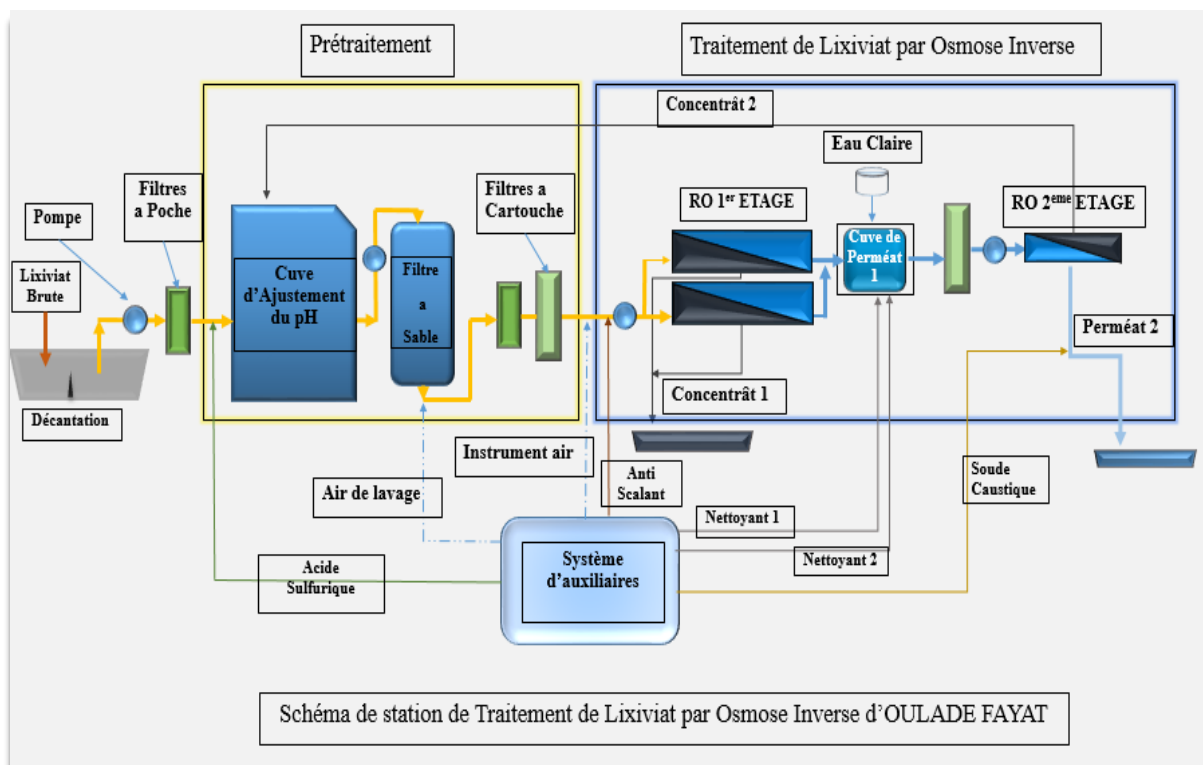 Prétraitement
Traitement de Lixiviat par Osmose Inverse
Concentrât 2
Eau Claire
Filtres
a Poche
Filtres a
Cartouche
RO 1er ETAGE
RO 2eme ETAGE
Pompe
Cuve de
Perméat
1
Lixiviat
Brute
Cuve
d’Ajustement
du pH
Filtre
a
Sable
Perméat 2
Décantation
Concentrât 1
Instrument air
Anti
Scalant
Soude
Caustique
Air de lavage
Nettoyant 1
Nettoyant 2
Système
d’auxiliaires
Acide
Sulfurique
Schéma de station de Traitement de Lixiviat par Osmose Inverse d’OULADE FAYAT